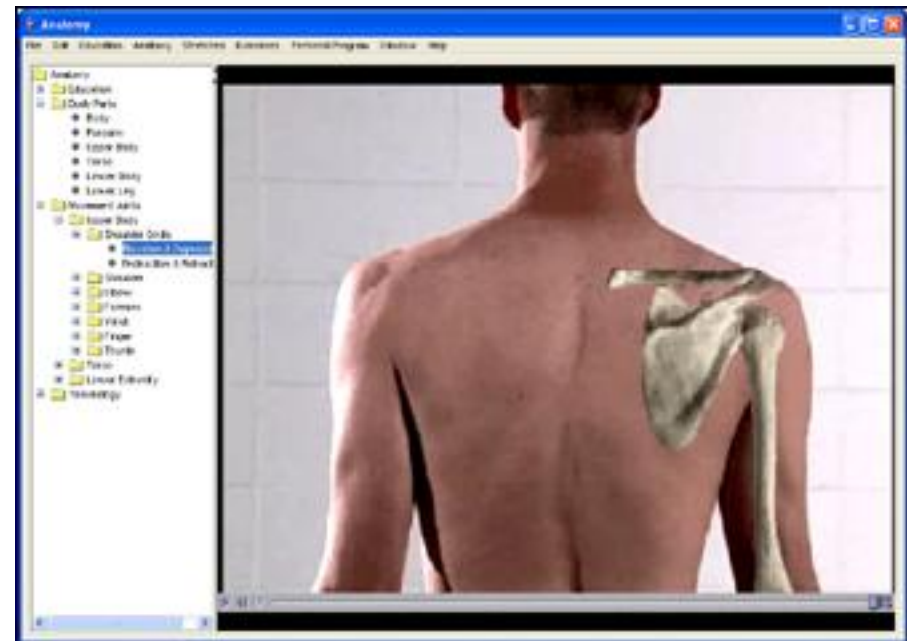 Anatomy
File Edit Education Anatomy Stretches Exercises Personal Program Window Help
Anatomy
Education
Body Parts
Body
Forearm
Upper Body
Torso
Lower Body
Lower Leg
Movement Joints
Upper Body
Shoulder Girdle
Elevation & Depress
Protraction & Retract
Shoulder
Elbow
Forearm
Wrist
Finger
Thumb
Torso
Lower Extremity
Terminology